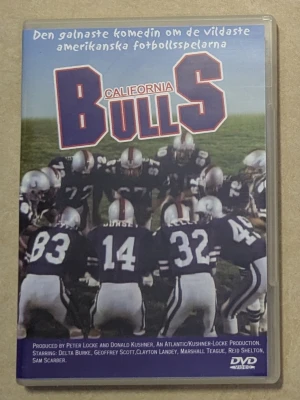 Den galnaste komedin om de vildaste
amerikanska fotbollsspelarna
CALIFORNIA
BULLS
83
14
32
PRODUCED BY PETER LOCKE AND DONALD KUSHNER, AN ATLANTIC/KUSHNER-LOCKE PRODUCTION.
STARRING: DELTA BURKE, GEOFFREY SCOTT,CLAYTON LANDEY, MARSHALL TEAGUE, REID SHELTON,
SAM SCARBER.
DVD
VIDEO